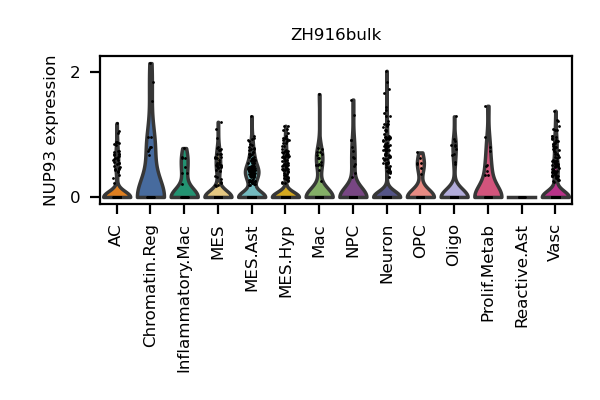 ZH916bulk
NUP93 expression
2
0
AC
Chromatin.Reg
Inflammatory.Mac
MES
MES.Ast
MES.Hyp
Mac
NPC
Neuron
OPC
Oligo
Prolif.Metab
Reactive.Ast
Vasc